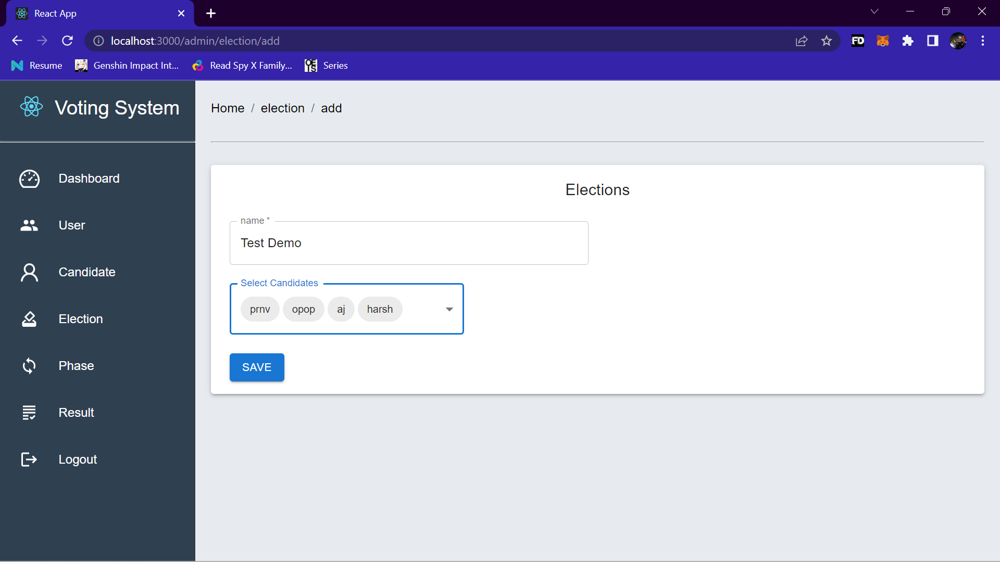 React App
localhost:3000/admin/election/add
FD
Resume
Genshin Impact Int...
Read Spy X Family...
Series
Voting System
Home / election / add
Dashboard
User
Candidate
Election
Phase
Result
Logout
Elections
name *
Test Demo
Select Candidates
prnv
opop
aj
harsh
SAVE